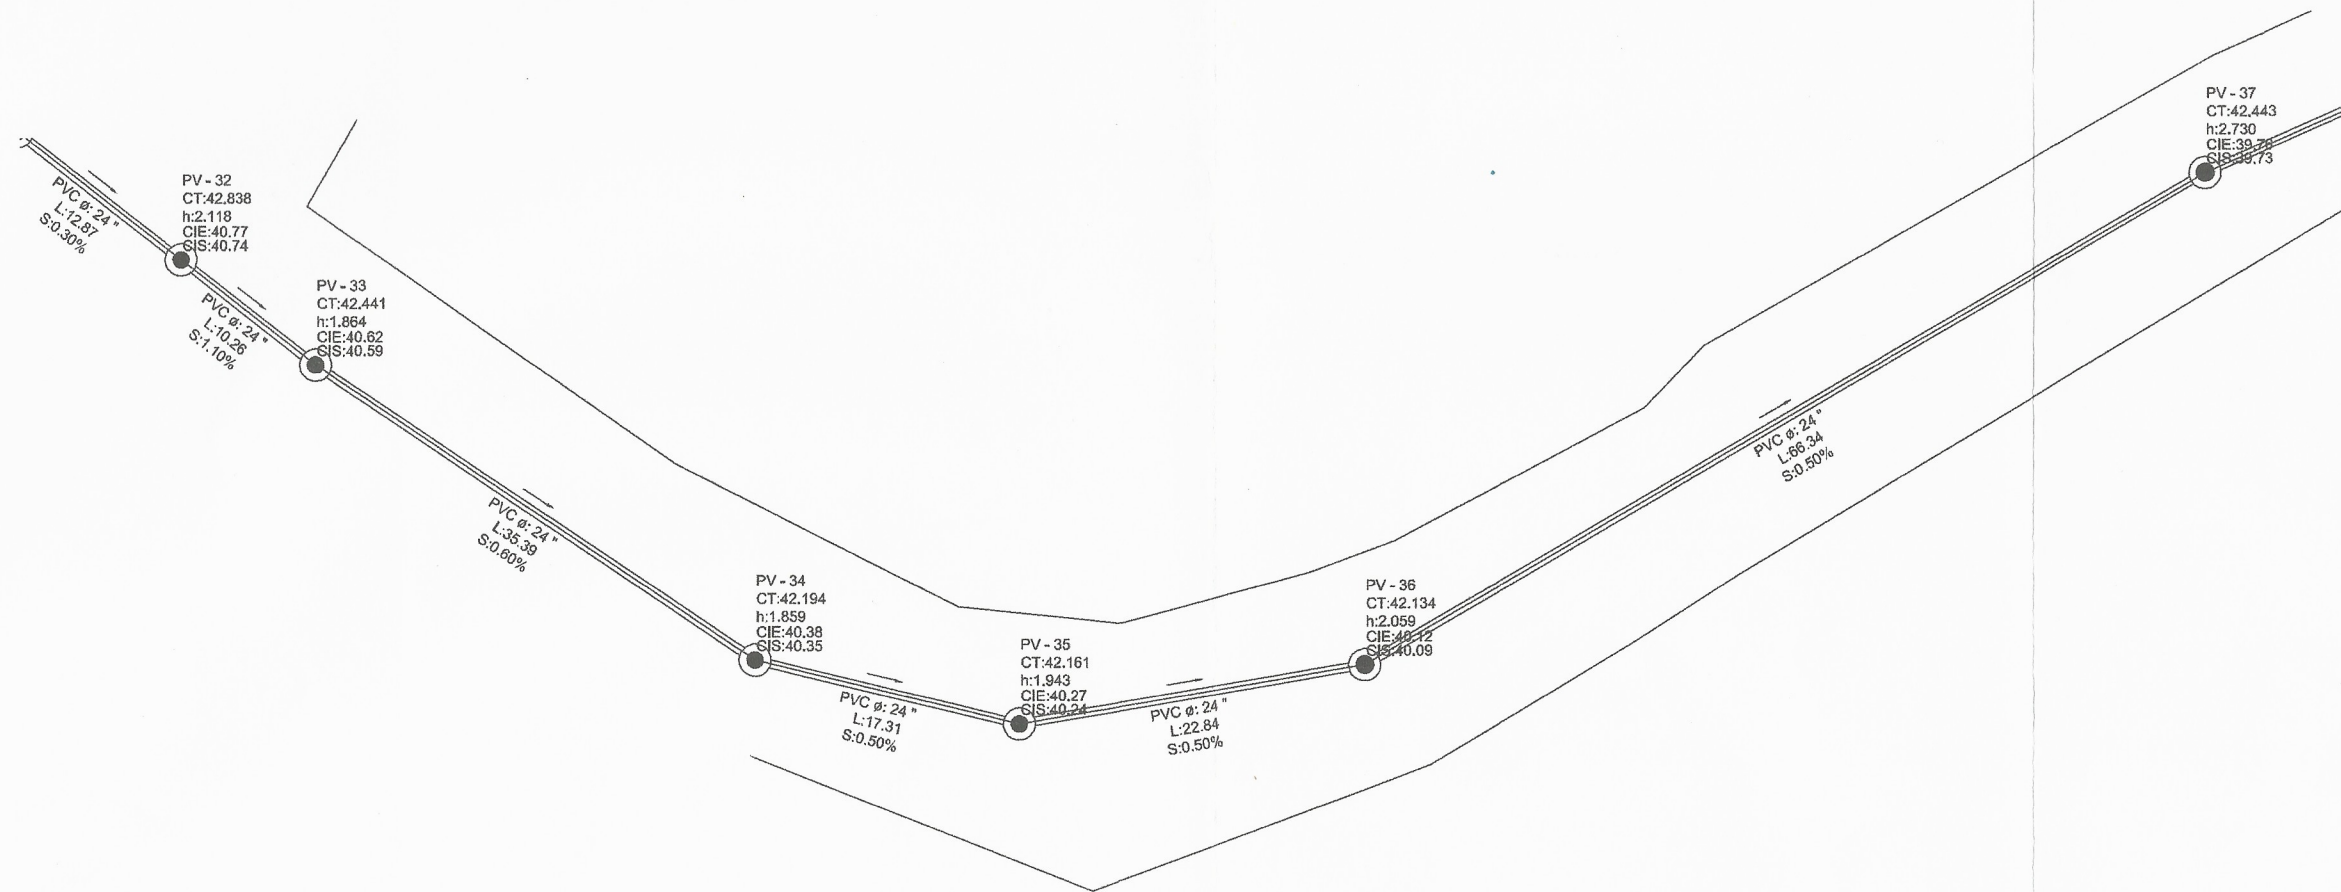 PVC ø: 24 "
L:12.87
S:0.30%
PV - 32
CT:42.838
h:2.118
CIE:40.77
CIS:40.74
PVC ø: 24 "
L:10.26
S:1.10%
PV - 33
CT:42.441
h:1.864
CIE:40.62
CIS:40.59
PVC ø: 24 "
L:35.39
S:0.60%
PV - 34
CT:42.194
h:1.859
CIE:40.38
CIS:40.35
PVC ø: 24 "
L:17.31
S:0.50%
PV - 35
CT:42.161
h:1.943
CIE:40.27
CIS:40.24
PVC ø: 24 "
L:22.84
S:0.50%
PV - 36
CT:42.134
h:2.059
CIE:40.12
CIS:40.09
PVC ø: 24 "
L:66.34
S:0.50%
PV - 37
CT:42.443
h:2.730
CIS:39.73